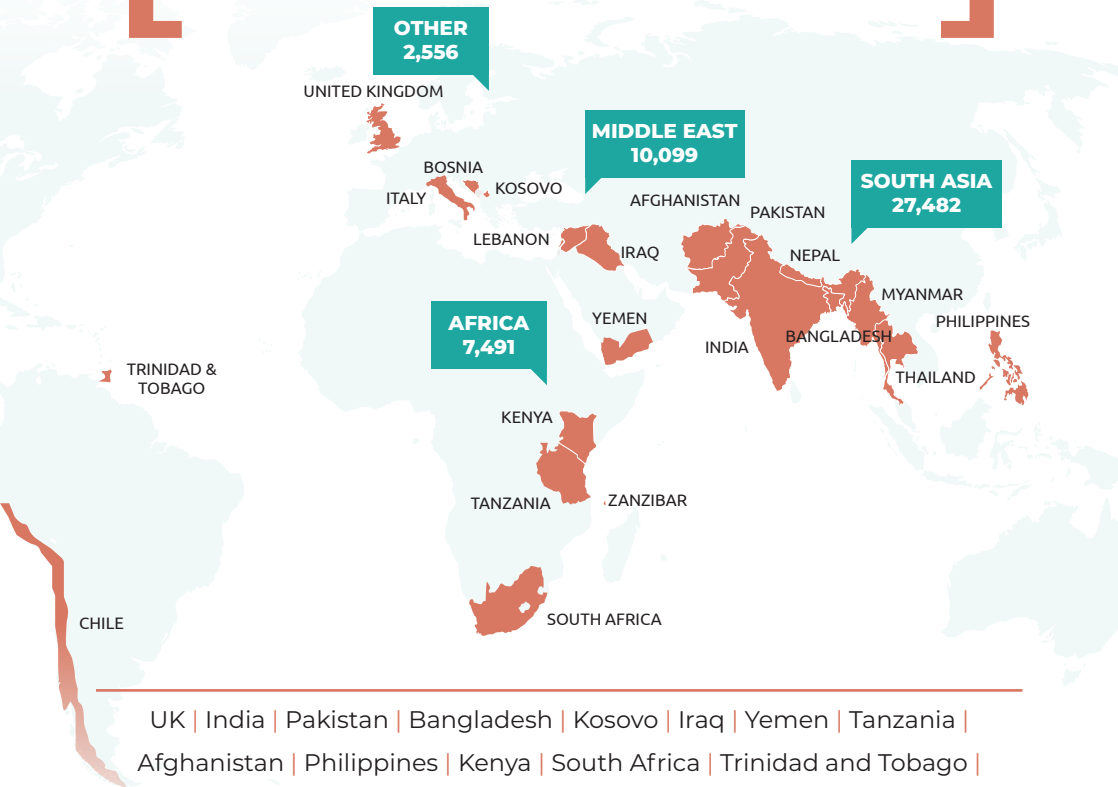 OTHER
2,556
UNITED KINGDOM
MIDDLE EAST
10,099
BOSNIA
KOSOVO
ITALY
SOUTH ASIA
27,482
AFGHANISTAN
PAKISTAN
LEBANON
IRAQ
NEPAL
MYANMAR
AFRICA
7,491
YEMEN
PHILIPPINES
INDIA
BANGLADESH
TRINIDAD &
TOBAGO
THAILAND
KENYA
TANZANIA
ZANZIBAR
CHILE
SOUTH AFRICA
UK | India | Pakistan | Bangladesh | Kosovo | Iraq | Yemen | Tanzania |
Afghanistan | Philippines | Kenya | South Africa | Trinidad and Tobago |